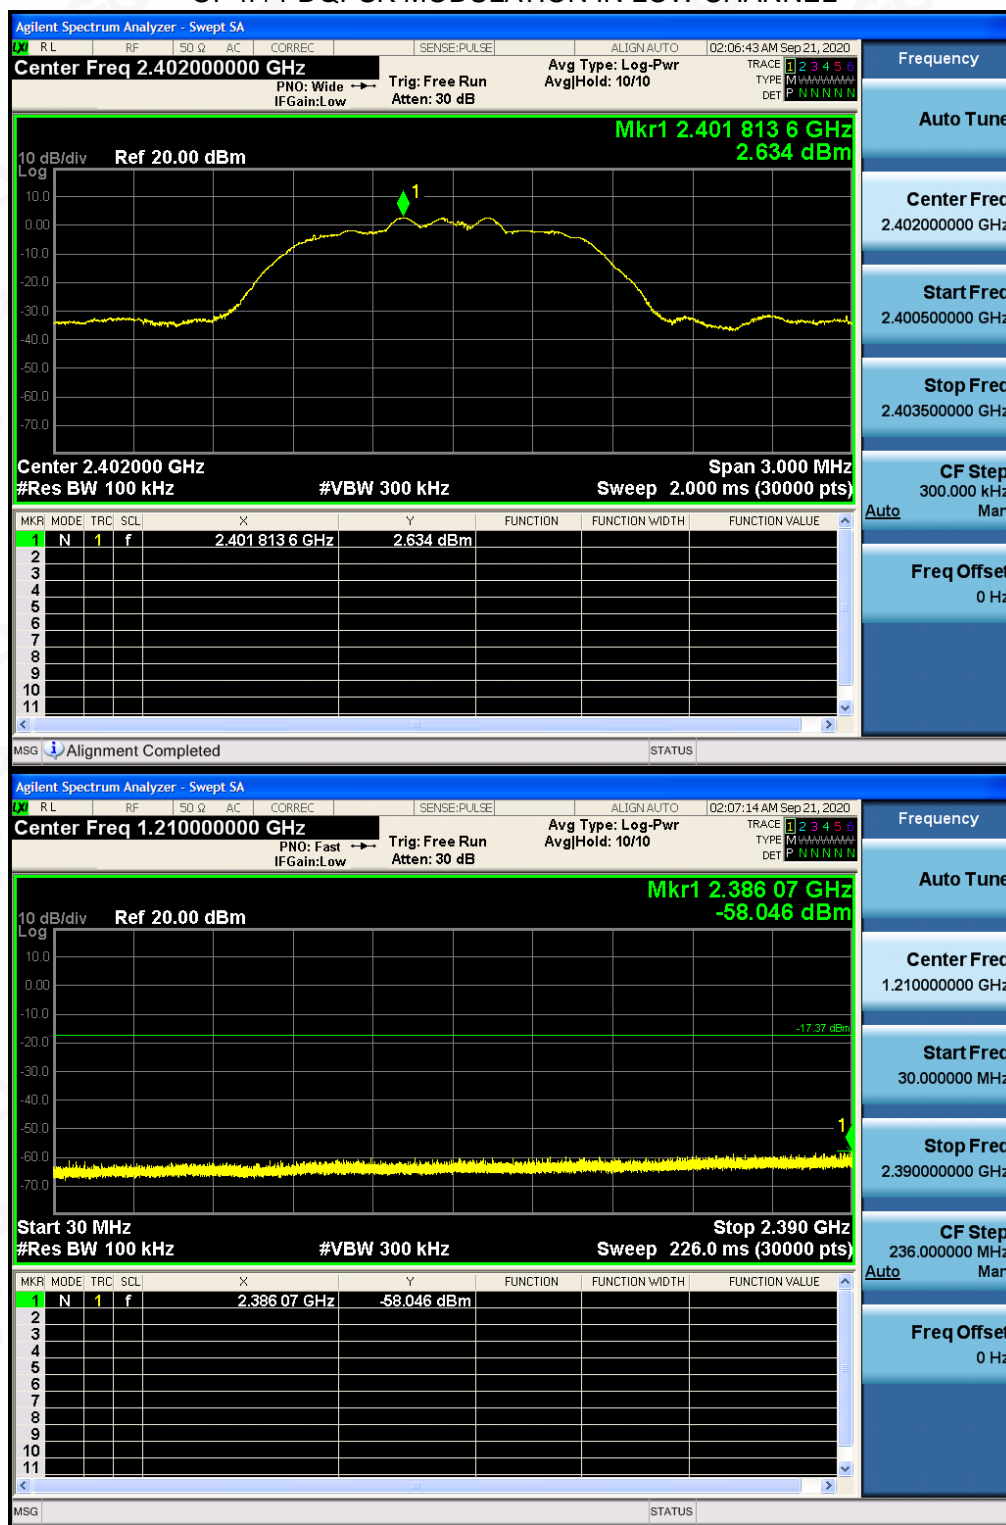 MODULATION IN LOW CHANNEL
Agilent Spectrum Analyzer - Swept SA
LXI RL RF 50 Ω AC CORREC SENSE:PULSE ALIGN AUTO 02:06:43 AM Sep 21, 2020
Center Freq 2.402000000 GHz
PNO: Wide
IFGain:Low
Trig: Free Run
Atten: 30 dB
Avg Type: Log-Pwr
Avg|Hold: 10/10
TRACE 1 2 3 4 5 6
TYPE M
DET P N N N N N
Frequency
Auto Tune
Mkr1 2.401 813 6 GHz
2.634 dBm
10 dB/div Ref 20.00 dBm
Log
10.0
0.00
-10.0
-20.0
-30.0
-40.0
-50.0
-60.0
-70.0
1
Center Freq
2.402000000 GHz
Start Freq
2.400500000 GHz
Stop Freq
2.403500000 GHz
Center 2.402000 GHz Span 3.000 MHz
#Res BW 100 kHz #VBW 300 kHz Sweep 2.000 ms (30000 pts)
CF Step
300.000 kHz
Auto Man
MKR MODE TRC SCL X Y FUNCTION FUNCTION WIDTH FUNCTION VALUE
1 N 1 f 2.401 813 6 GHz 2.634 dBm
2
3
4
5
6
7
8
9
10
11
Freq Offset
0 Hz
MSG Alignment Completed STATUS
Agilent Spectrum Analyzer - Swept SA
LXI RL RF 50 Ω AC CORREC SENSE:PULSE ALIGN AUTO 02:07:14 AM Sep 21, 2020
Center Freq 1.210000000 GHz
PNO: Fast
IFGain:Low
Trig: Free Run
Atten: 30 dB
Avg Type: Log-Pwr
Avg|Hold: 10/10
TRACE 1 2 3 4 5 6
TYPE M
DET P N N N N N
Frequency
Auto Tune
Mkr1 2.386 07 GHz
-58.046 dBm
10 dB/div Ref 20.00 dBm
Log
10.0
0.00
-10.0
-20.0
-30.0
-40.0
-50.0
-60.0
-70.0
-17.37 dBm
1
Center Freq
1.210000000 GHz
Start Freq
30.000000 MHz
Stop Freq
2.390000000 GHz
Start 30 MHz Stop 2.390 GHz
#Res BW 100 kHz #VBW 300 kHz Sweep 226.0 ms (30000 pts)
CF Step
236.000000 MHz
Auto Man
MKR MODE TRC SCL X Y FUNCTION FUNCTION WIDTH FUNCTION VALUE
1 N 1 f 2.386 07 GHz -58.046 dBm
2
3
4
5
6
7
8
9
10
11
Freq Offset
0 Hz
MSG STATUS